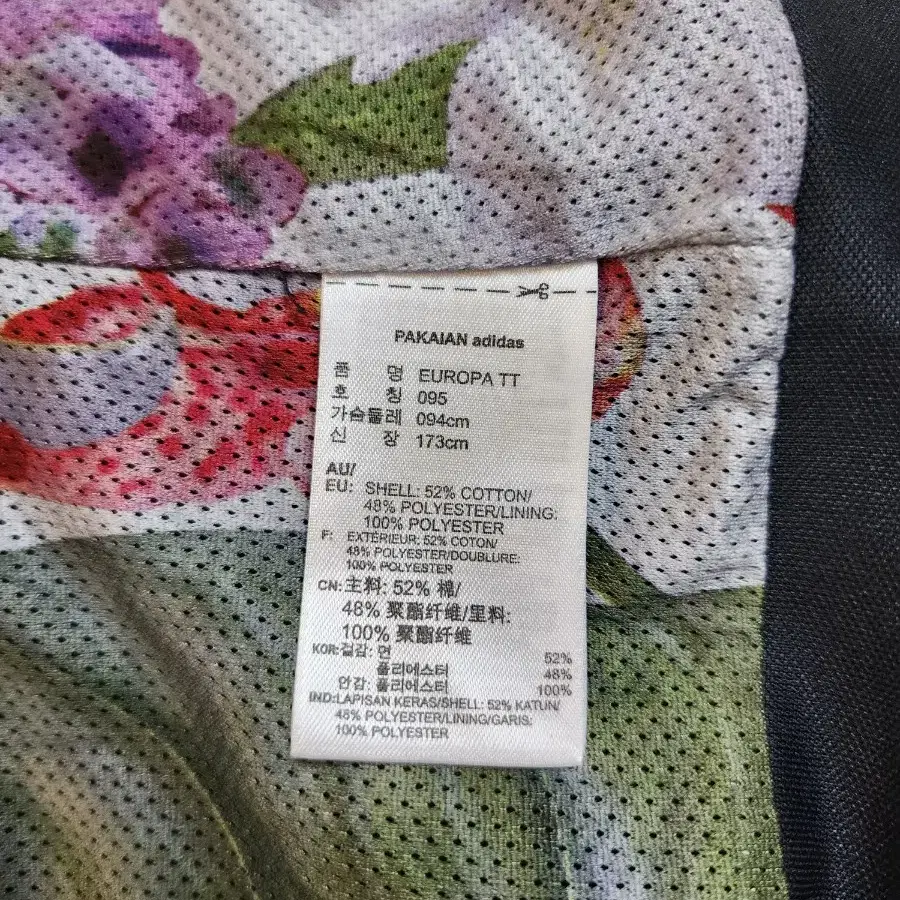 PAKAIAN adidas
품 명 EUROPA TT
호 칭 095
가슴둘레 094cm
신 장 173cm
AU/
EU: SHELL: 52% COTTON/
48% POLYESTER/LINING:
100% POLYESTER
F: EXTÉRIEUR: 52% COTON/
48% POLYESTER/DOUBLURE:
100% POLYESTER
CN: 主料: 52% 棉/
48% 聚酯纤维/里料:
100% 聚酯纤维
KOR: 겉감: 면 52%
폴리에스터 48%
안감: 폴리에스터 100%
IND: LAPISAN KERAS/SHELL: 52% KATUN/
48% POLYESTER/LINING/GARIS:
100% POLYESTER